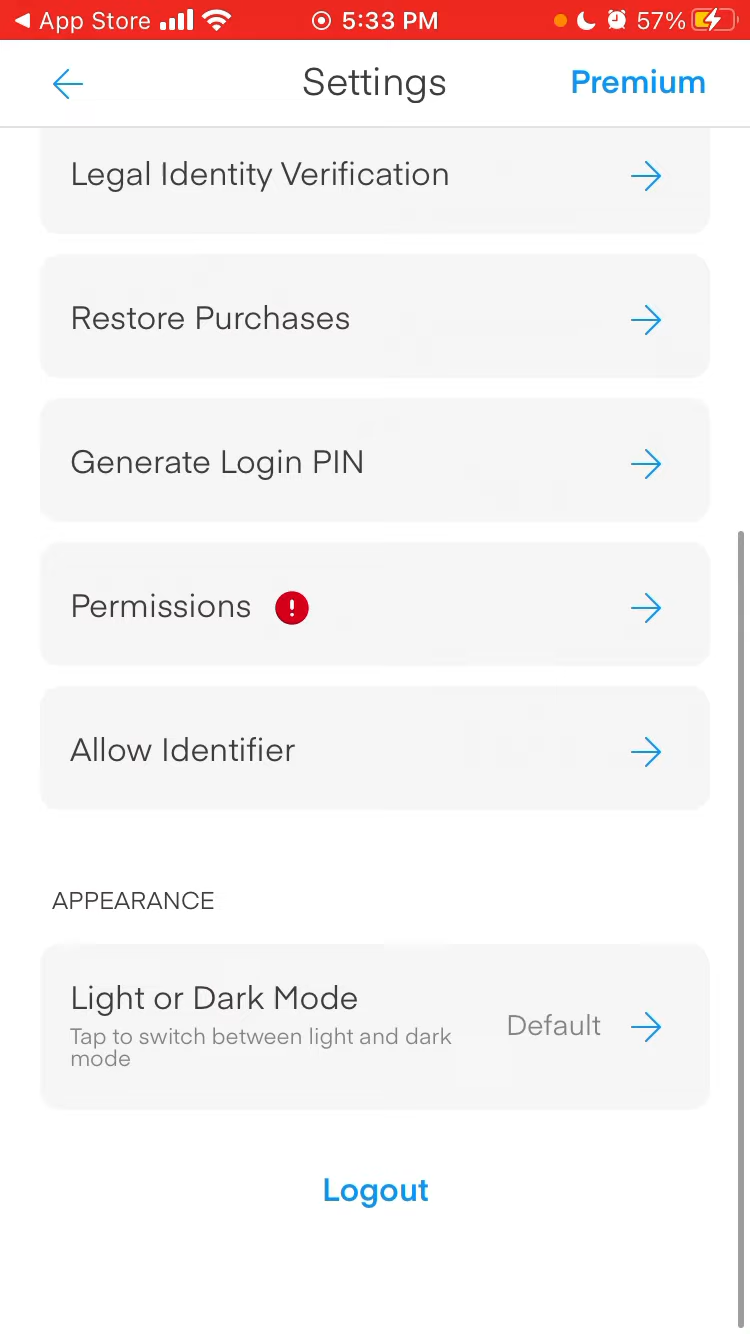 App Store 5:33 PM 57%
Settings Premium
Legal Identity Verification
Restore Purchases
Generate Login PIN
Permissions
Allow Identifier
APPEARANCE
Light or Dark Mode
Tap to switch between light and dark
mode
Default
Logout